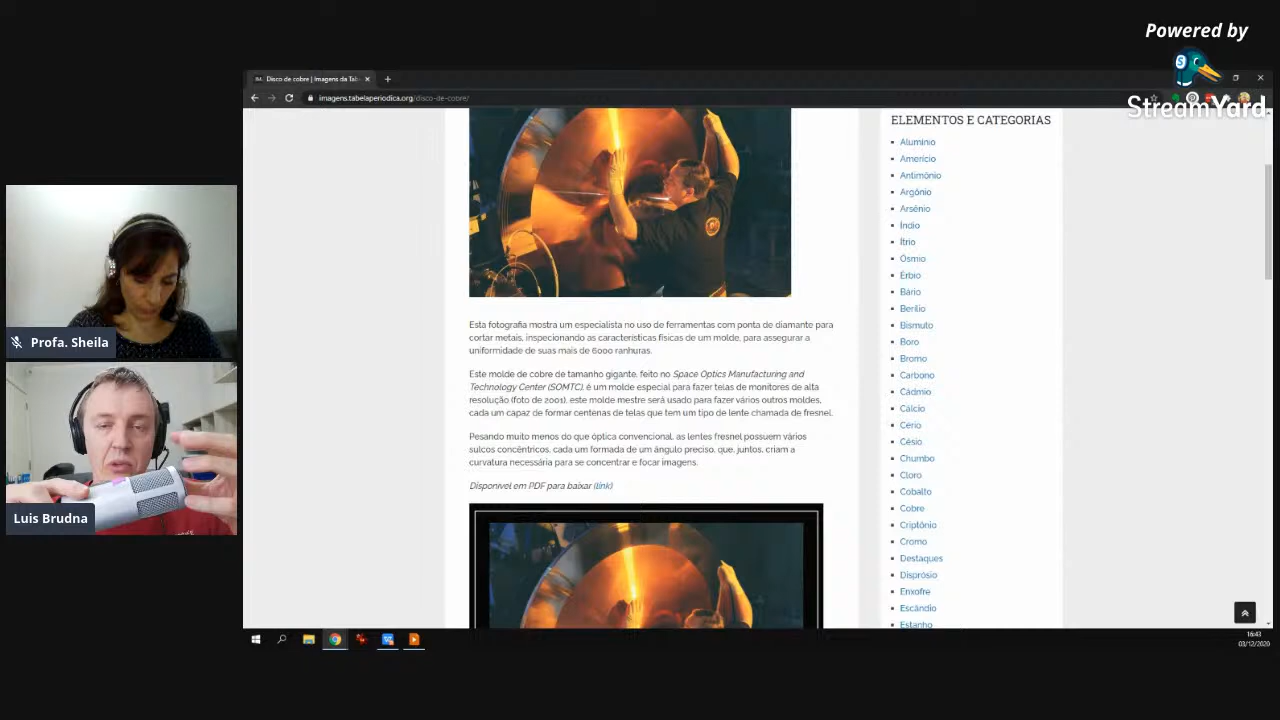 Powered by
StreamYard
Disco de cobre | Imagens da Tab
imagens.tabelaperiodica.org/disco-de-cobre/
Profa. Sheila
Luis Brudna
Esta fotografia mostra um especialista no uso de ferramentas com ponta de diamante para
cortar metais, inspecionando as características físicas de um molde, para assegurar a
uniformidade de suas mais de 6000 ranhuras.
Este molde de cobre de tamanho gigante, feito no Space Optics Manufacturing and
Technology Center (SOMTC), é um molde especial para fazer telas de monitores de alta
resolução (foto de 2001), este molde mestre será usado para fazer vários outros moldes,
cada um capaz de formar centenas de telas que tem um tipo de lente chamada de fresnel.
Pesando muito menos do que óptica convencional, as lentes fresnel possuem vários
sulcos concêntricos, cada um formada de um ângulo preciso, que, juntos, criam a
curvatura necessária para se concentrar e focar imagens.
Disponível em PDF para baixar (link)
ELEMENTOS E CATEGORIAS
Alumínio
Amerício
Antimônio
Argônio
Arsênio
Índio
Ítrio
Ósmio
Érbio
Bário
Berílio
Bismuto
Boro
Bromo
Carbono
Cádmio
Cálcio
Cério
Césio
Chumbo
Cloro
Cobalto
Cobre
Criptônio
Cromo
Destaques
Disprósio
Enxofre
Escândio
Estanho
16:43
03/12/2020